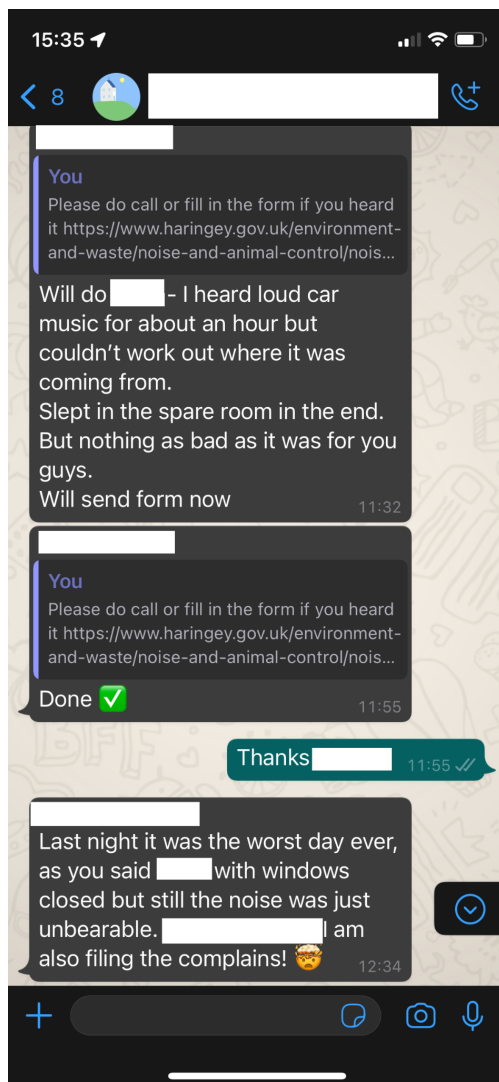 15:35
8
You
Please do call or fill in the form if you heard
it https://www.haringey.gov.uk/environment-
and-waste/noise-and-animal-control/nois...
Will do - I heard loud car
music for about an hour but
couldn’t work out where it was
coming from.
Slept in the spare room in the end.
But nothing as bad as it was for you
guys.
Will send form now
11:32
You
Please do call or fill in the form if you heard
it https://www.haringey.gov.uk/environment-
and-waste/noise-and-animal-control/nois...
Done ✅
11:55
BFF
Thanks
11:55
Last night it was the worst day ever,
as you said with windows
closed but still the noise was just
unbearable. I am
also filing the complains! 🤯
12:34